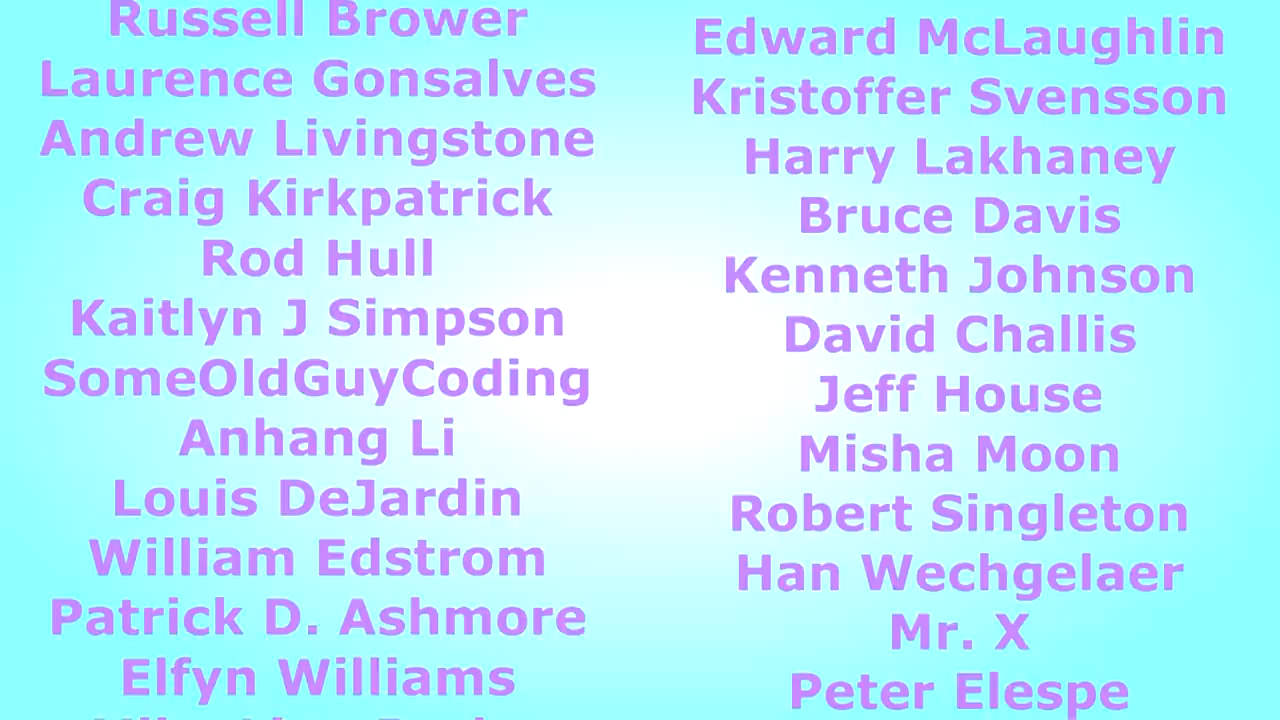 Russell Brower
Laurence Gonsalves
Andrew Livingstone
Craig Kirkpatrick
Rod Hull
Kaitlyn J Simpson
SomeOldGuyCoding
Anhang Li
Louis DeJardin
William Edstrom
Patrick D. Ashmore
Elfyn Williams
Edward McLaughlin
Kristoffer Svensson
Harry Lakhaney
Bruce Davis
Kenneth Johnson
David Challis
Jeff House
Misha Moon
Robert Singleton
Han Wechgelaer
Mr. X
Peter Elespe